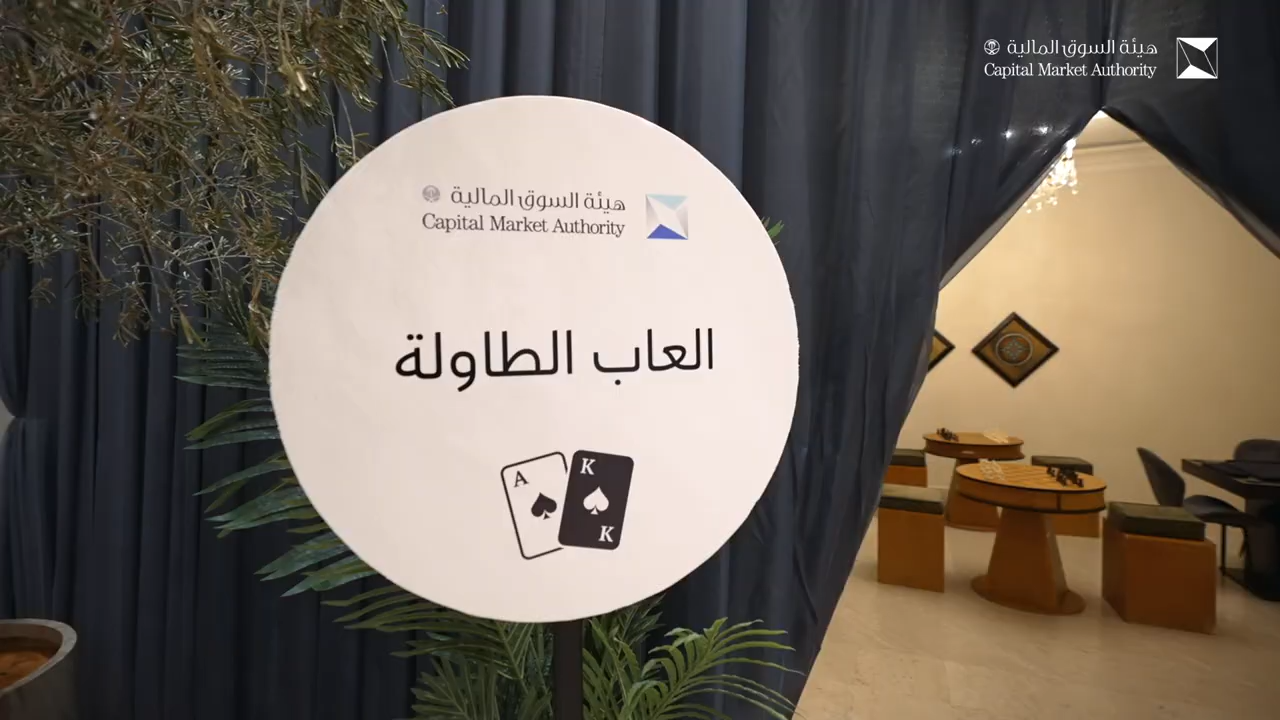 هيئة السوق المالية
Capital Market Authority
هيئة السوق المالية
Capital Market Authority
العاب الطاولة
A
K
K